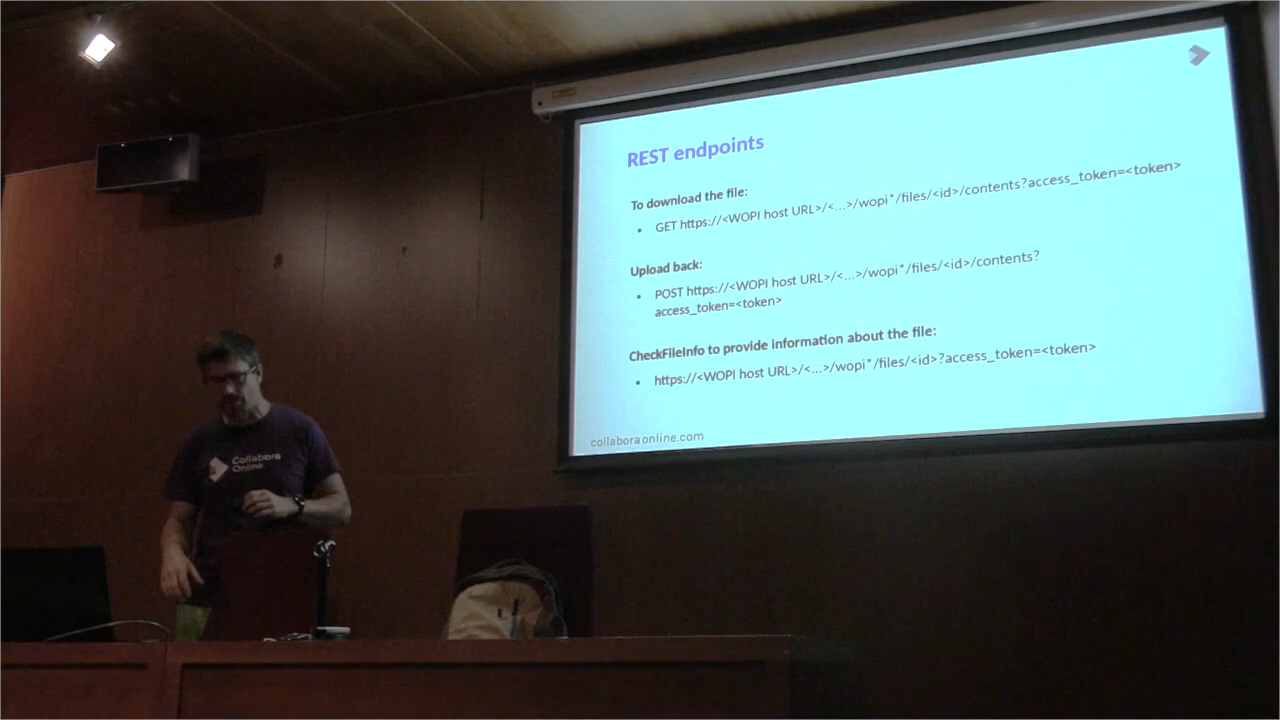 REST endpoints
To download the file:
• GET https://<WOPI host URL>/<...>/wopi*/files/<id>/contents?access_token=<token>
Upload back:
• POST https://<WOPI host URL>/<...>/wopi*/files/<id>/contents?
access_token=<token>
CheckFileInfo to provide information about the file:
• https://<WOPI host URL>/<...>/wopi*/files/<id>?access_token=<token>
collaboraonline.com
Collabora
Online